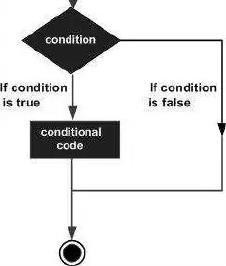 condition
If condition
is true
If condition
is false
conditional
code